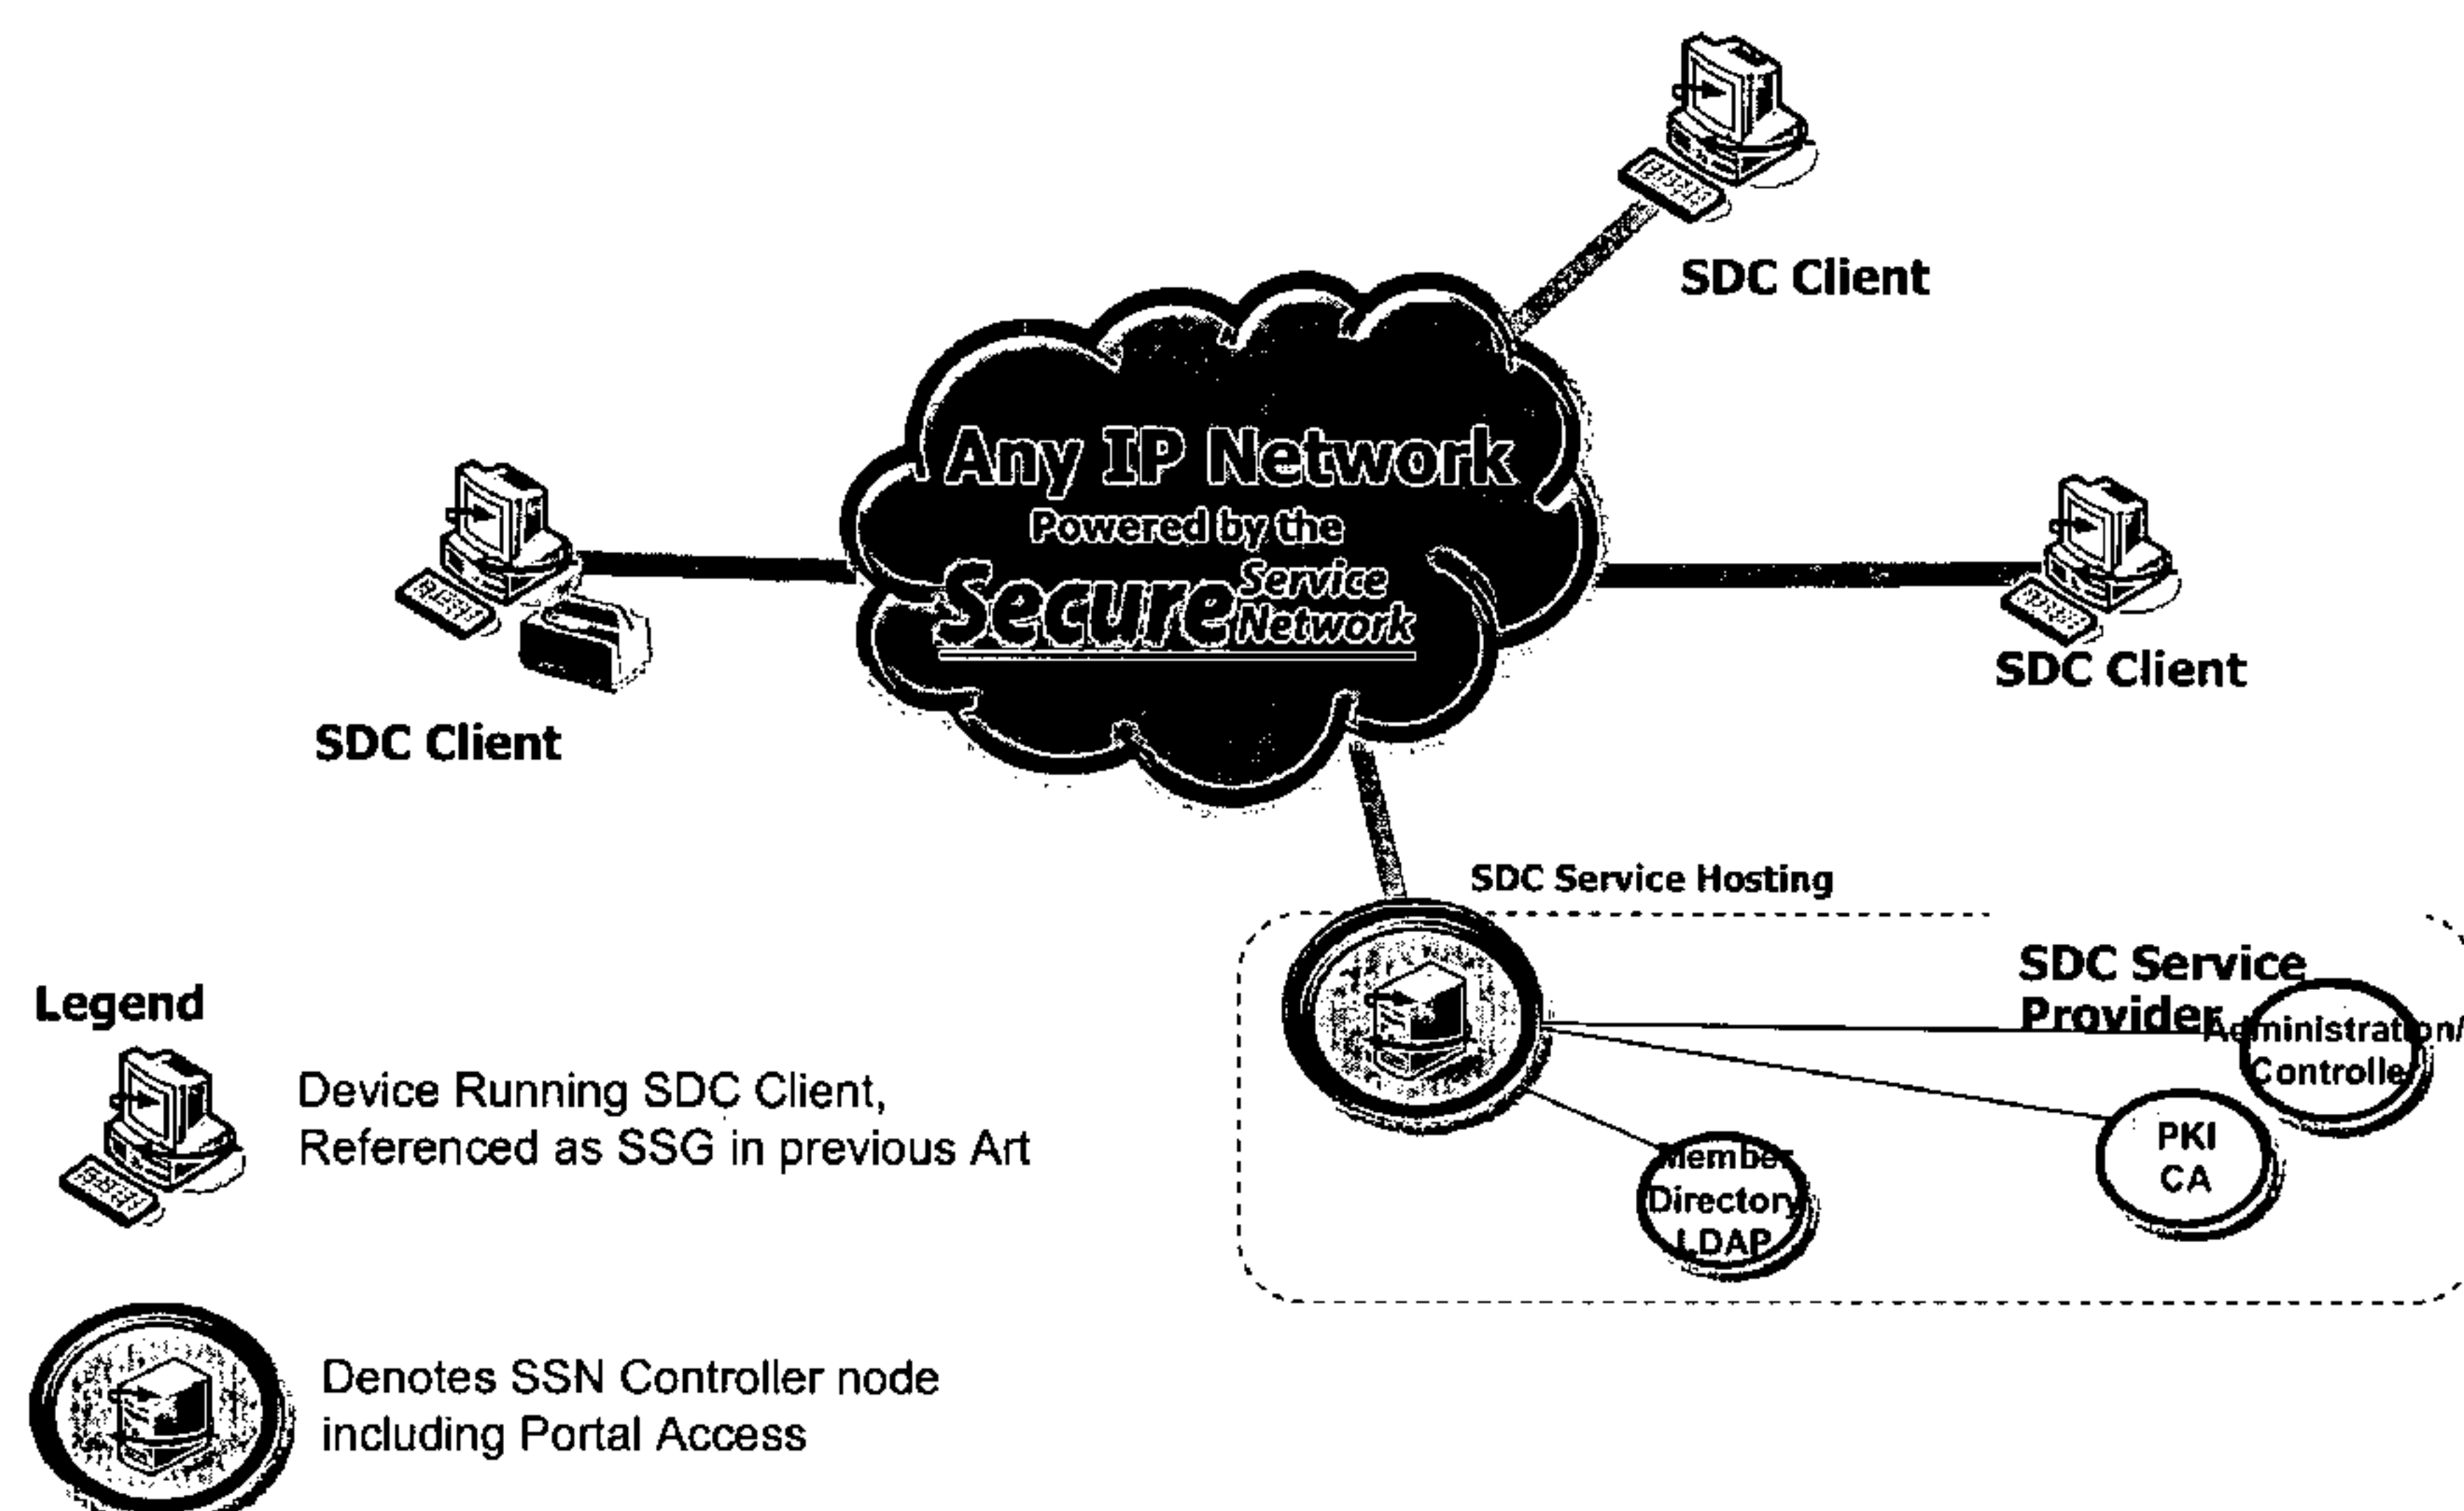 SDC Client
Any IP Network
Powered by the
Secure Service
Network
SDC Client
SDC Client
SDC Service Hosting
SDC Service
Provider
Administration/
Controller
PKI
CA
Member
Directory
LDAP
Legend
Device Running SDC Client,
Referenced as SSG in previous Art
Denotes SSN Controller node
including Portal Access